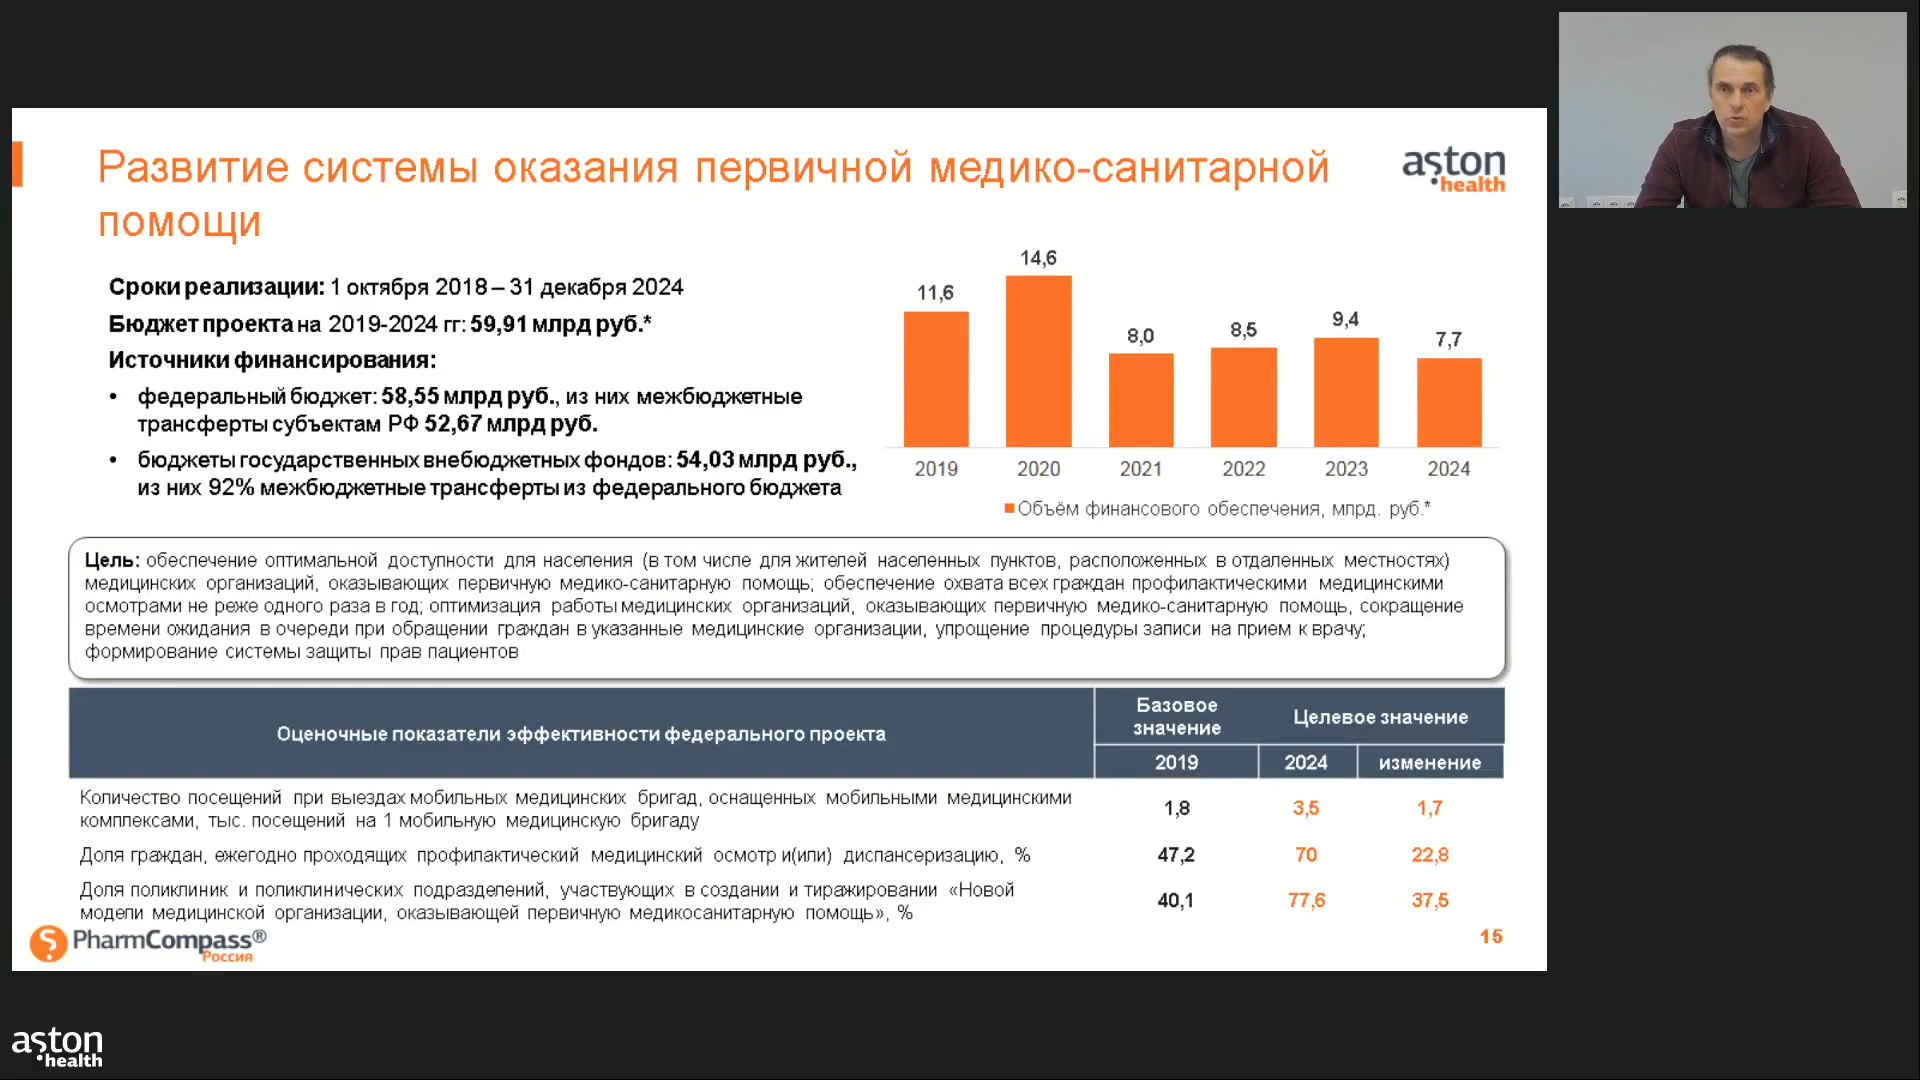 Развитие системы оказания первичной медико-санитарной
помощи
aston
health
Сроки реализации: 1 октября 2018 – 31 декабря 2024
Бюджет проекта на 2019-2024 гг: 59,91 млрд руб.*
Источники финансирования:
• федеральный бюджет: 58,55 млрд руб., из них межбюджетные
трансферты субъектам РФ 52,67 млрд руб.
• бюджеты государственных внебюджетных фондов: 54,03 млрд руб.,
из них 92% межбюджетные трансферты из федерального бюджета
11,6 14,6 8,0 8,5 9,4 7,7
2019 2020 2021 2022 2023 2024
Объём финансового обеспечения, млрд. руб.*
Цель: обеспечение оптимальной доступности для населения (в том числе для жителей населенных пунктов, расположенных в отдаленных местностях)
медицинских организаций, оказывающих первичную медико-санитарную помощь; обеспечение охвата всех граждан профилактическими медицинскими
осмотрами не реже одного раза в год; оптимизация работы медицинских организаций, оказывающих первичную медико-санитарную помощь, сокращение
времени ожидания в очереди при обращении граждан в указанные медицинские организации, упрощение процедуры записи на прием к врачу;
формирование системы защиты прав пациентов
Оценочные показатели эффективности федерального проекта
Базовое
значение
Целевое значение
2019 2024 изменение
Количество посещений при выездах мобильных медицинских бригад, оснащенных мобильными медицинскими
комплексами, тыс. посещений на 1 мобильную медицинскую бригаду
1,8 3,5 1,7
Доля граждан, ежегодно проходящих профилактический медицинский осмотр и(или) диспансеризацию, % 47,2 70 22,8
Доля поликлиник и поликлинических подразделений, участвующих в создании и тиражировании «Новой
модели медицинской организации, оказывающей первичную медикосанитарную помощь», %
40,1 77,6 37,5
PharmCompass®
Россия
15
aston
health